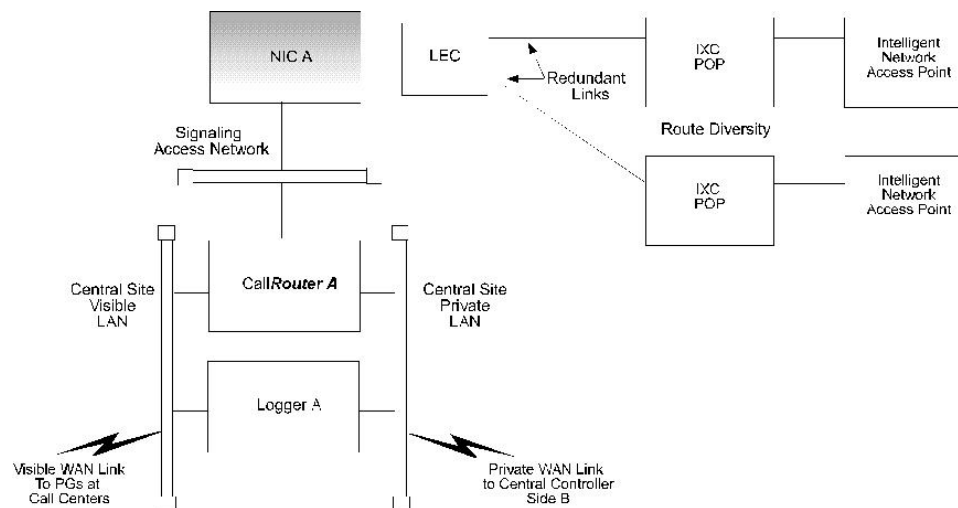 NIC A
LEC
Redundant
Links
IXC
POP
Intelligent
Network
Access Point
Route Diversity
IXC
POP
Intelligent
Network
Access Point
Signaling
Access Network
Central Site
Visible
LAN
CallRouter A
Central Site
Private
LAN
Logger A
Visible WAN Link
To PGs at
Call Centers
Private WAN Link
to Central Controller
Side B